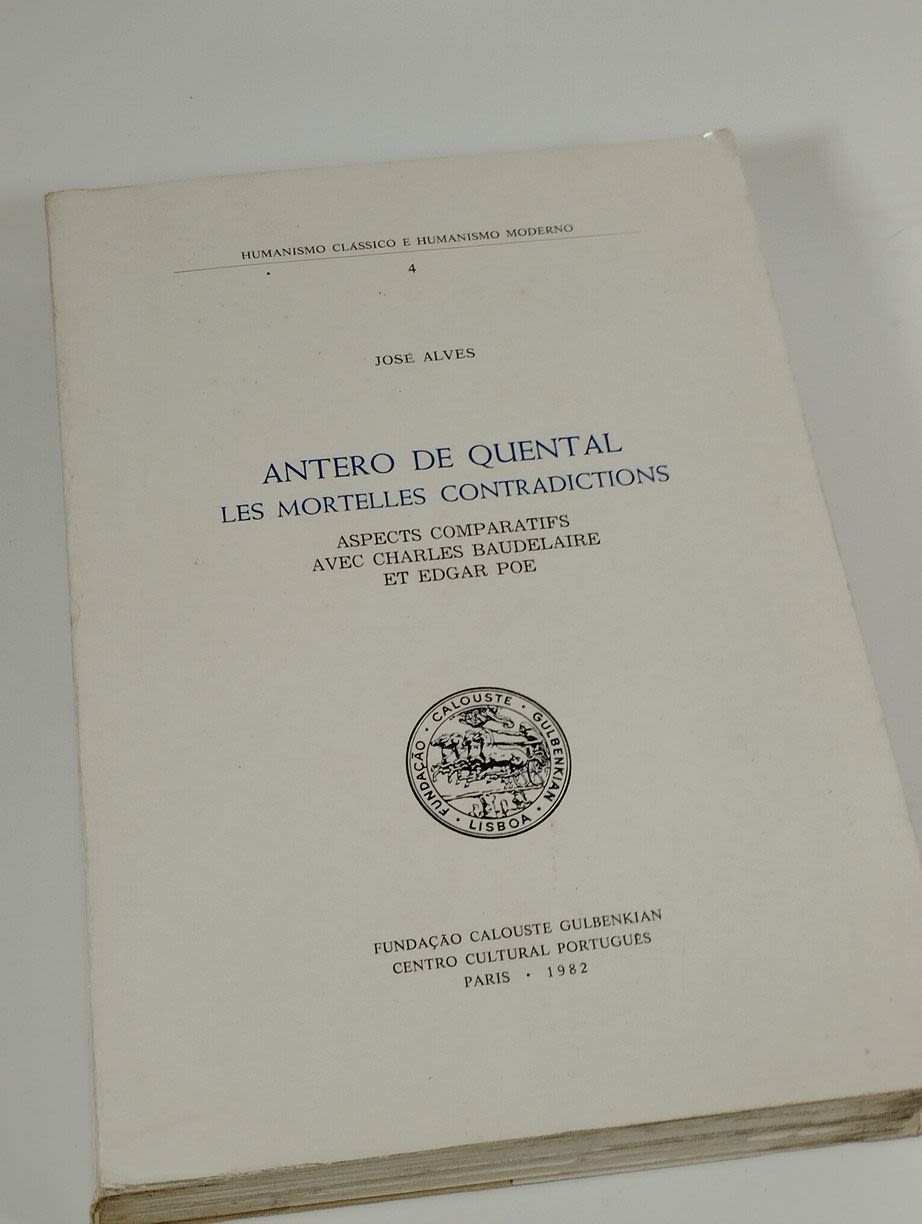 HUMANISMO CLÁSSICO E HUMANISMO MODERNO
4
JOSÉ ALVES
ANTERO DE QUENTAL
LES MORTELLES CONTRADICTIONS
ASPECTS COMPARATIFS
AVEC CHARLES BAUDELAIRE
ET EDGAR POE
FUNDAÇÃO · CALOUSTE · GULBENKIAN · LISBOA ·
FUNDAÇÃO CALOUSTE GULBENKIAN
CENTRO CULTURAL PORTUGUÊS
PARIS · 1982